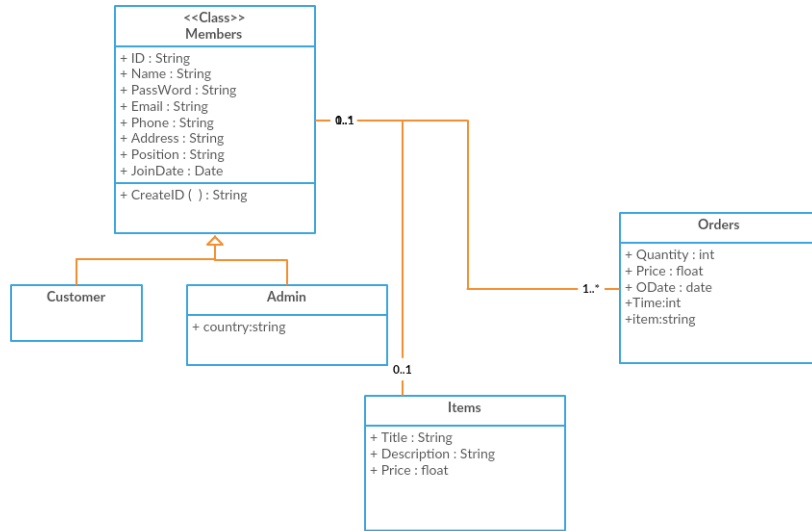 <<Class>>
Members
+ ID : String
+ Name : String
+ PassWord : String
+ Email : String
+ Phone : String
+ Address : String
+ Position : String
+ JoinDate : Date
+ CreateID ( ) : String
Customer
Admin
+ country:string
Orders
+ Quantity : int
+ Price : float
+ ODate : date
+Time:int
+item:string
1..*
0..1
Items
+ Title : String
+ Description : String
+ Price : float